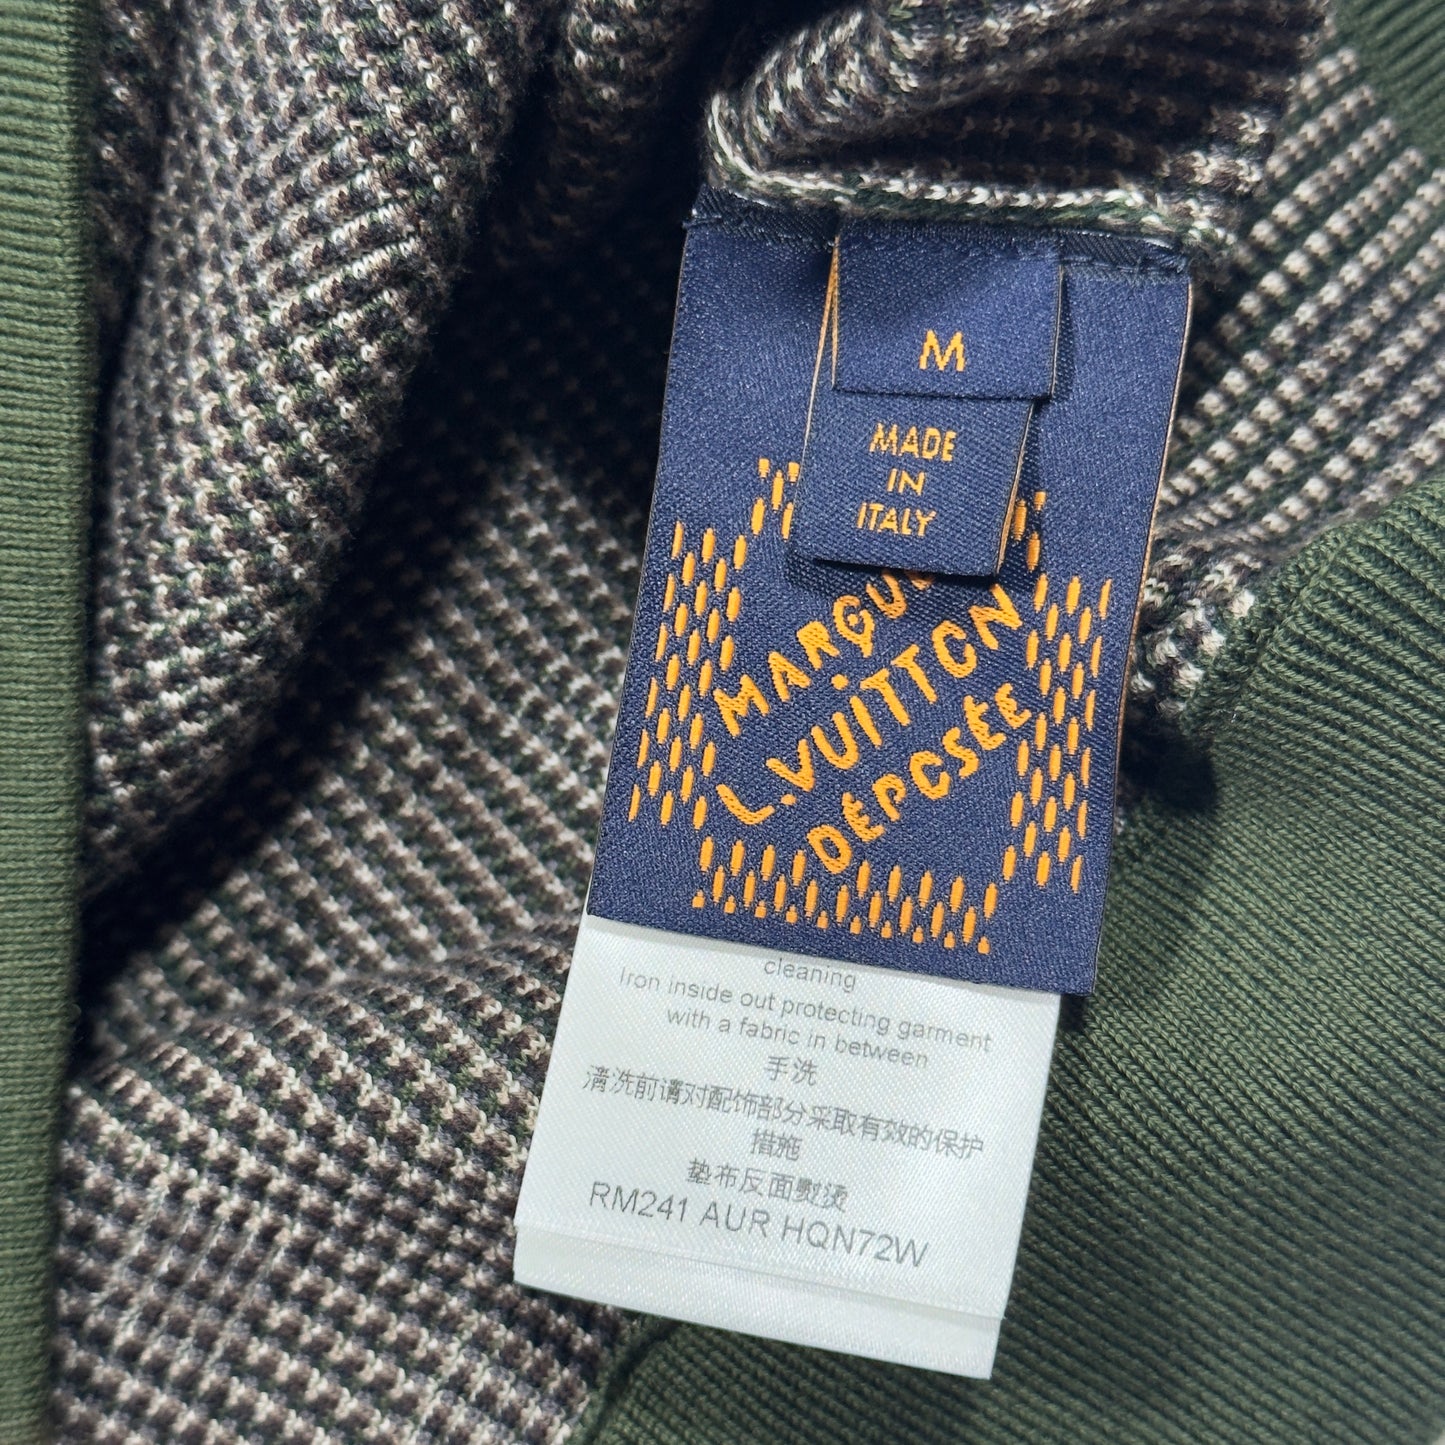 M
MADE
IN
ITALY
L.VUITTON
DÉPOSÉE
cleaning
Iron inside out protecting garment
with a fabric in between
手洗
清洗前请对配饰部分采取有效的保护
措施
垫布反面熨烫
RM241 AUR HQN72W